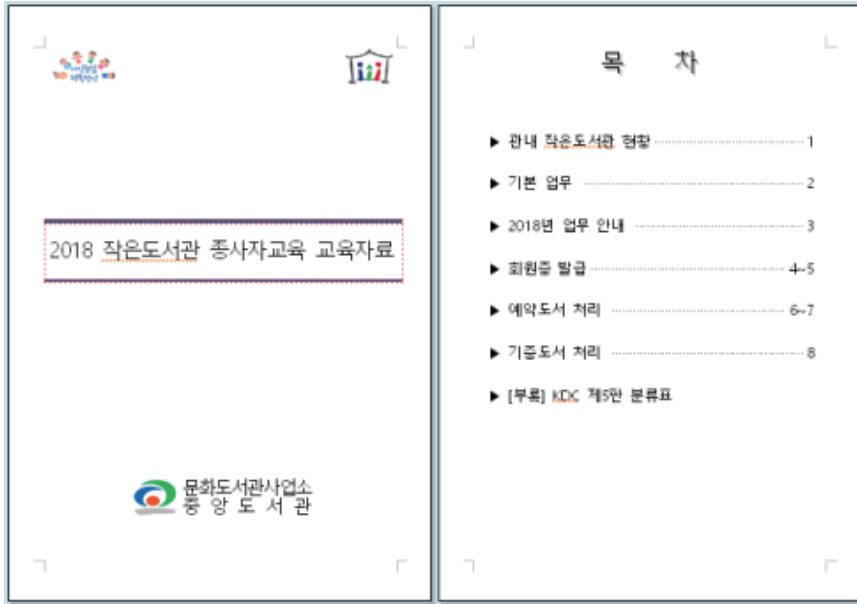 2018 작은도서관 종사자교육 교육자료
문화도서관사업소
중 앙 도 서 관
목 차
▶ 관내 작은도서관 현황 1
▶ 기본 업무 2
▶ 2018년 업무 안내 3
▶ 회원증 발급 4~5
▶ 예약도서 처리 6~7
▶ 기증도서 처리 8
▶ [부록] KDC 제5판 분류표